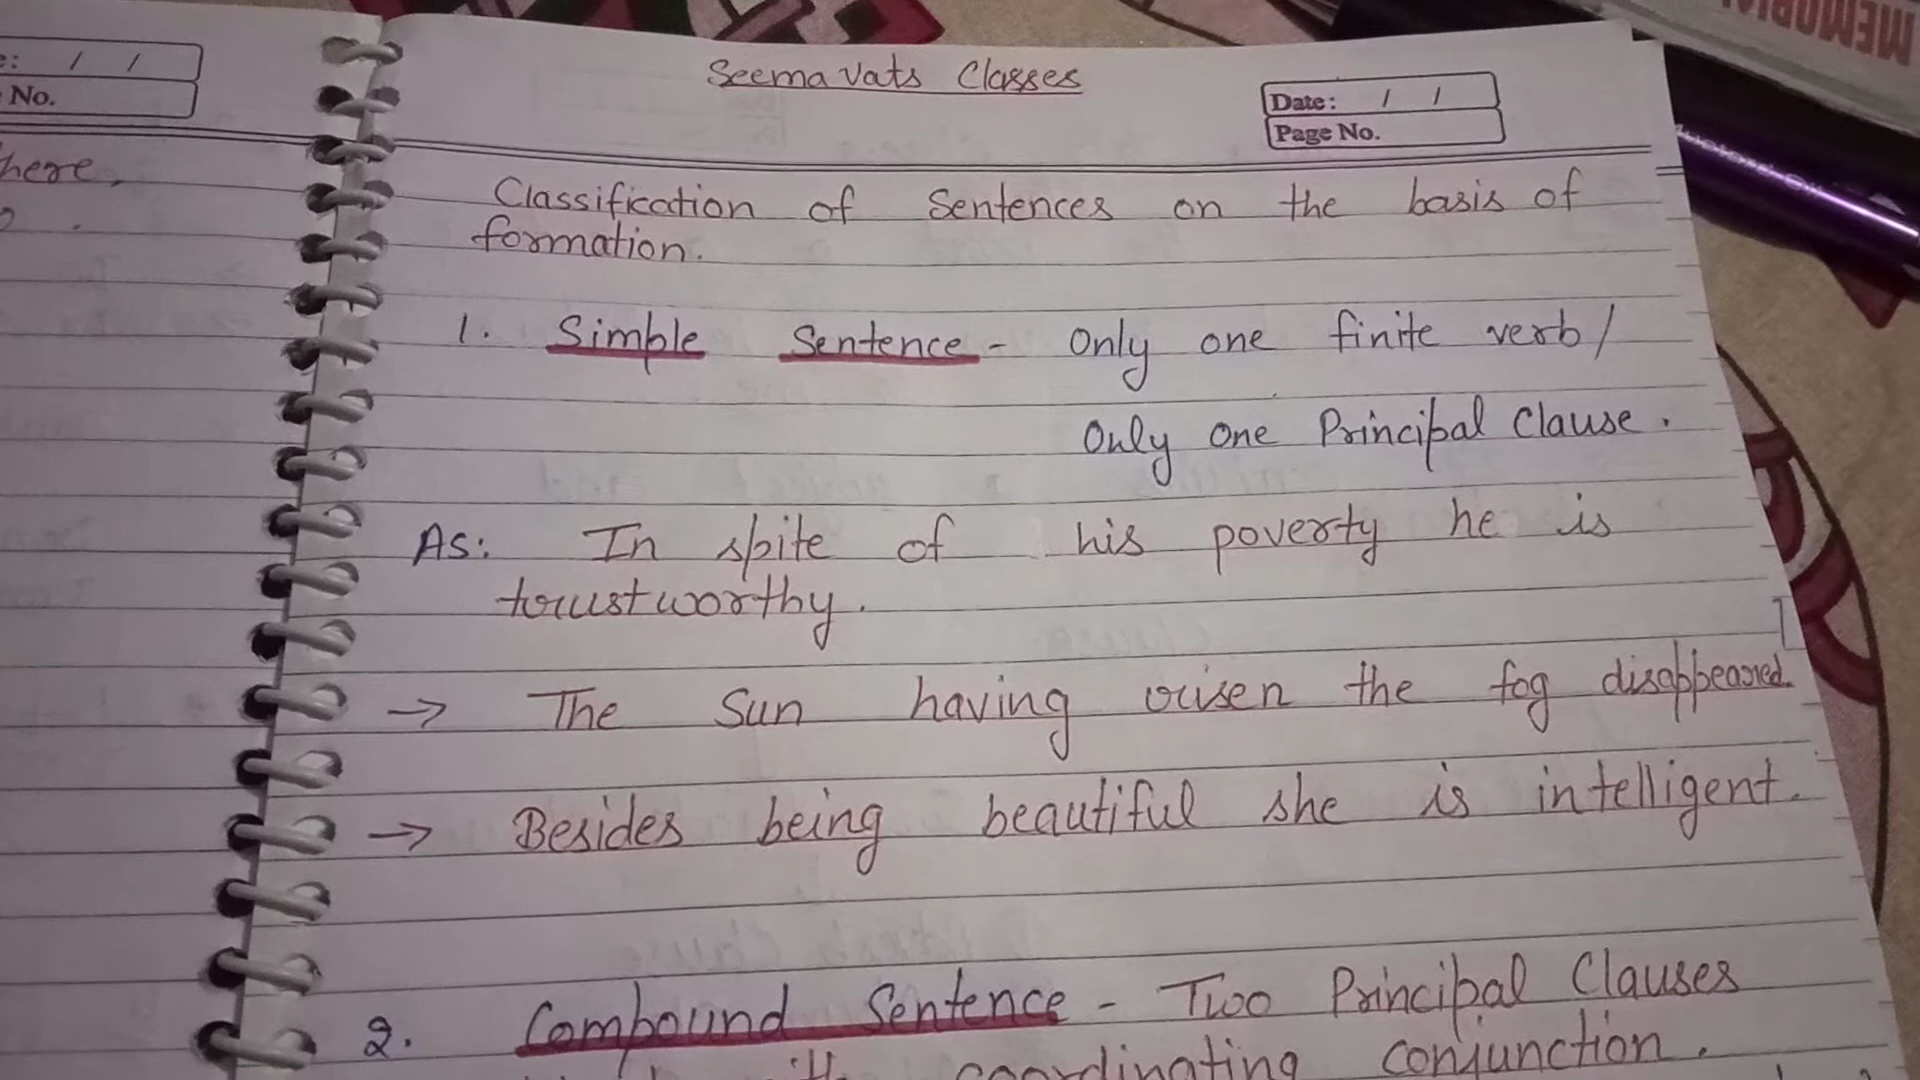 Seema Vats Classes
e: / /
No.
Date: / /
Page No.
here,
Classification of Sentences on the basis of
formation.
1. Simple Sentence - Only one finite verb/
Only one Principal Clause.
As: In spite of his poverty he is
trustworthy.
→ The Sun having risen the fog disappeared.
→ Besides being beautiful she is intelligent.
2. Compound Sentence - Two Principal Clauses
coordinating conjunction.